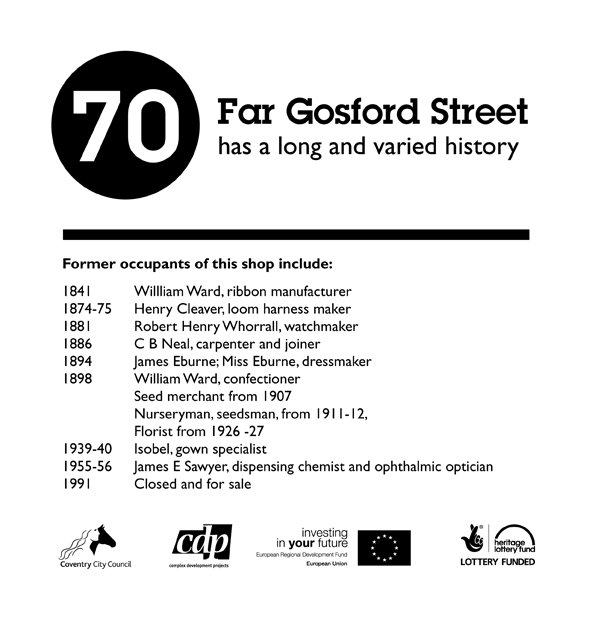 70
Far Gosford Street
has a long and varied history
Former occupants of this shop include:
1841 Willliam Ward, ribbon manufacturer
1874-75 Henry Cleaver, loom harness maker
1881 Robert Henry Whorrall, watchmaker
1886 C B Neal, carpenter and joiner
1894 James Eburne; Miss Eburne, dressmaker
1898 William Ward, confectioner
Seed merchant from 1907
Nurseryman, seedsman, from 1911-12,
Florist from 1926 -27
1939-40 Isobel, gown specialist
1955-56 James E Sawyer, dispensing chemist and ophthalmic optician
1991 Closed and for sale
Coventry City Council
cdp
complex development projects
investing
in your future
European Regional Development Fund
European Union
heritage
lottery fund
LOTTERY FUNDED